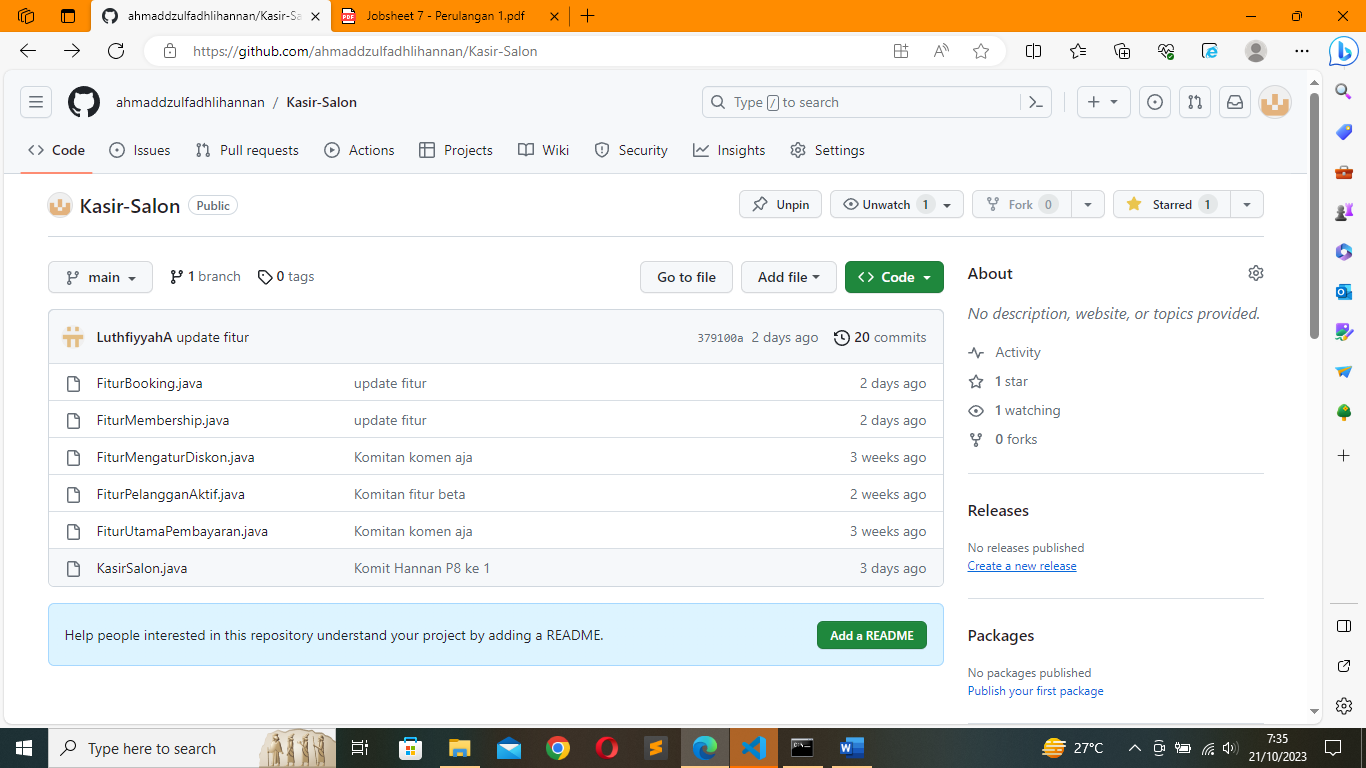 ahmaddzulfadhlihannan/Kasir-Sa
Jobsheet 7 - Perulangan 1.pdf
https://github.com/ahmaddzulfadhlihannan/Kasir-Salon
ahmaddzulfadhlihannan / Kasir-Salon
Type / to search
Code Issues Pull requests Actions Projects Wiki Security Insights Settings
Kasir-Salon Public
Unpin Unwatch 1 Fork 0 Starred 1
main 1 branch 0 tags Go to file Add file Code
LuthfiyyahA update fitur 379100a 2 days ago 20 commits
FiturBooking.java update fitur 2 days ago
FiturMembership.java update fitur 2 days ago
FiturMengaturDiskon.java Komitan komen aja 3 weeks ago
FiturPelangganAktif.java Komitan fitur beta 2 weeks ago
FiturUtamaPembayaran.java Komitan komen aja 3 weeks ago
KasirSalon.java Komit Hannan P8 ke 1 3 days ago
Help people interested in this repository understand your project by adding a README. Add a README
About
No description, website, or topics provided.
Activity
1 star
1 watching
0 forks
Releases
No releases published
Create a new release
Packages
No packages published
Publish your first package
Type here to search
27°C
7:35
21/10/2023